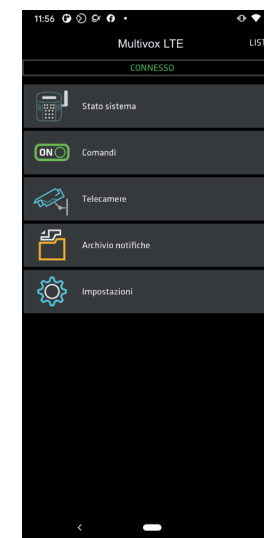 11:56
Multivox LTE LIST
CONNESSO
Stato sistema
ON Comandi
Telecamere
Archivio notifiche
Impostazioni